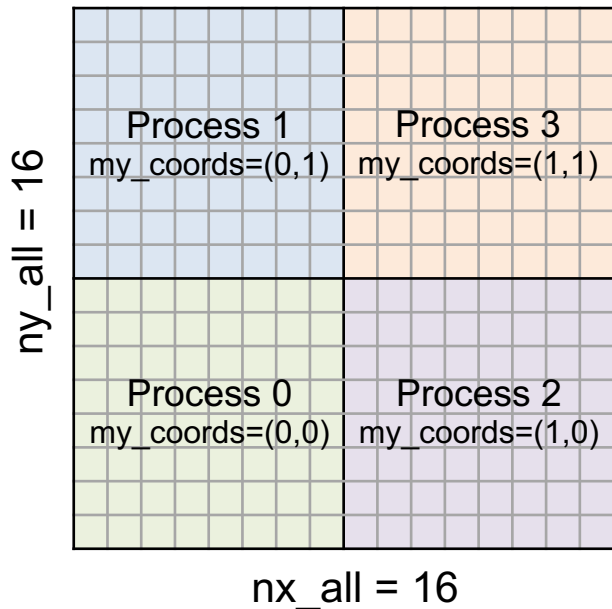 Process 1
my_coords=(0,1)
Process 3
my_coords=(1,1)
ny_all = 16
Process 0
my_coords=(0,0)
Process 2
my_coords=(1,0)
nx_all = 16